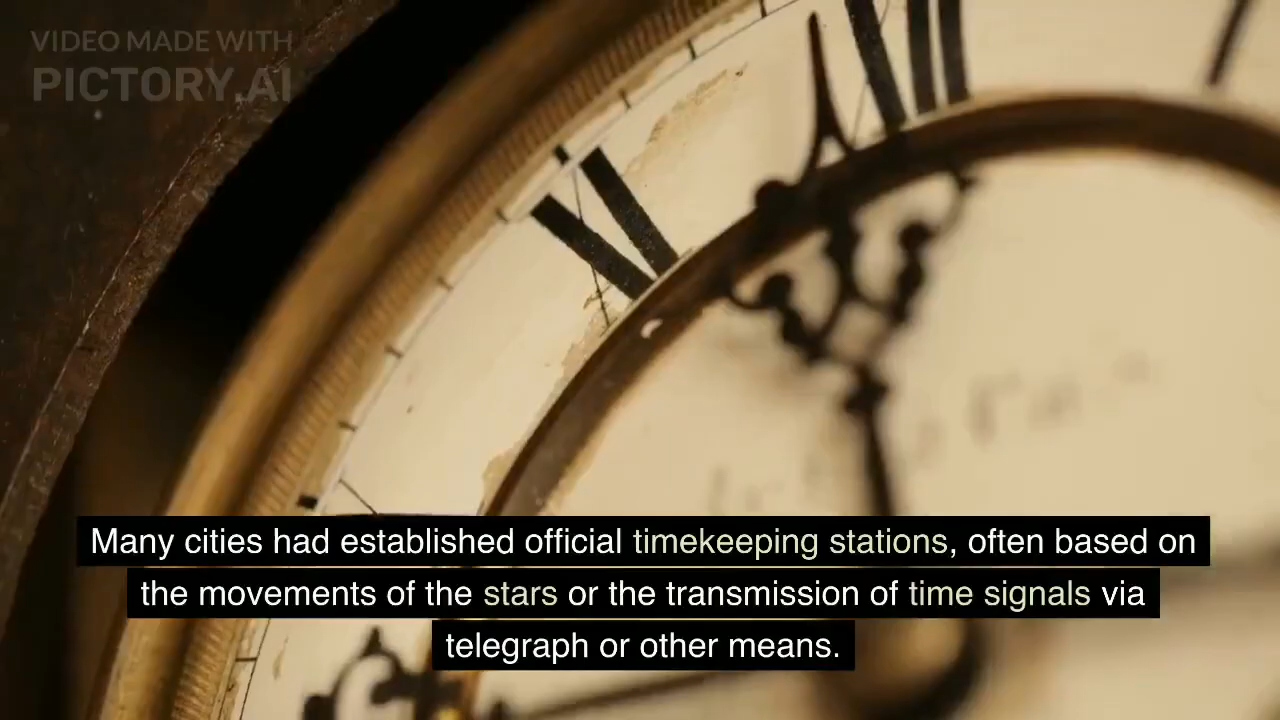 VIDEO MADE WITH
PICTORY.AI
Many cities had established official timekeeping stations, often based on
the movements of the stars or the transmission of time signals via
telegraph or other means.